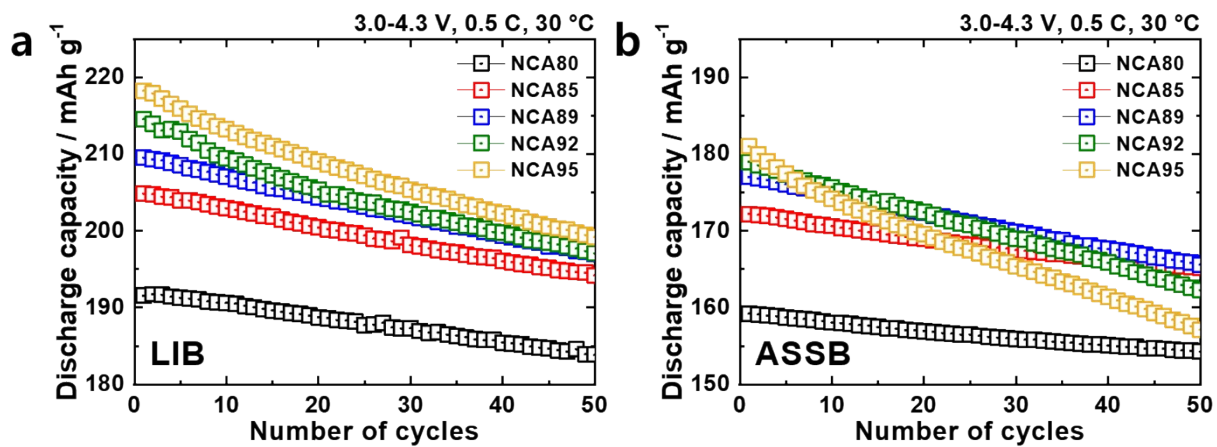 a
3.0-4.3 V, 0.5 C, 30 °C
Discharge capacity / mAh g⁻¹
220
210
200
190
180
NCA80
NCA85
NCA89
NCA92
NCA95
LIB
0 10 20 30 40 50
Number of cycles
b
3.0-4.3 V, 0.5 C, 30 °C
Discharge capacity / mAh g⁻¹
190
180
170
160
150
NCA80
NCA85
NCA89
NCA92
NCA95
ASSB
0 10 20 30 40 50
Number of cycles